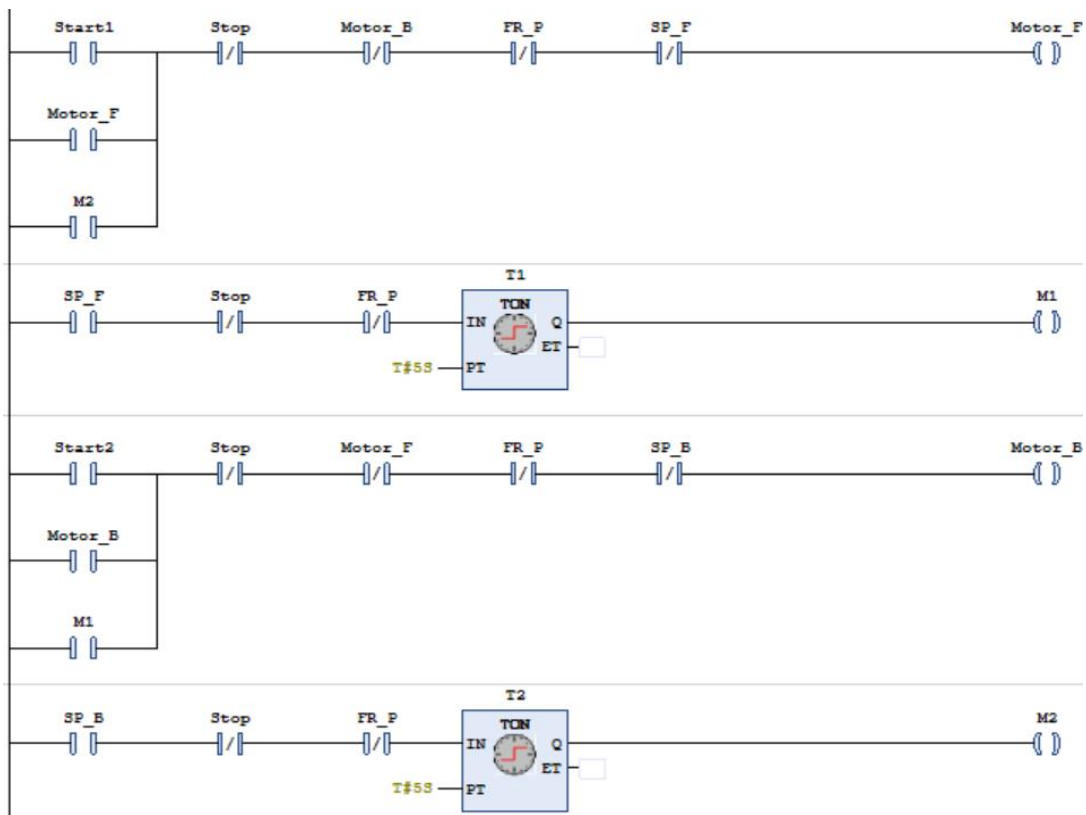 Start1 Stop Motor_B FR_P SP_F Motor_F
Motor_F
M2
T1
SP_F Stop FR_P TON M1
IN Q
ET
T#5S PT
Start2 Stop Motor_F FR_P SP_B Motor_B
Motor_B
M1
T2
SP_B Stop FR_P TON M2
IN Q
ET
T#5S PT